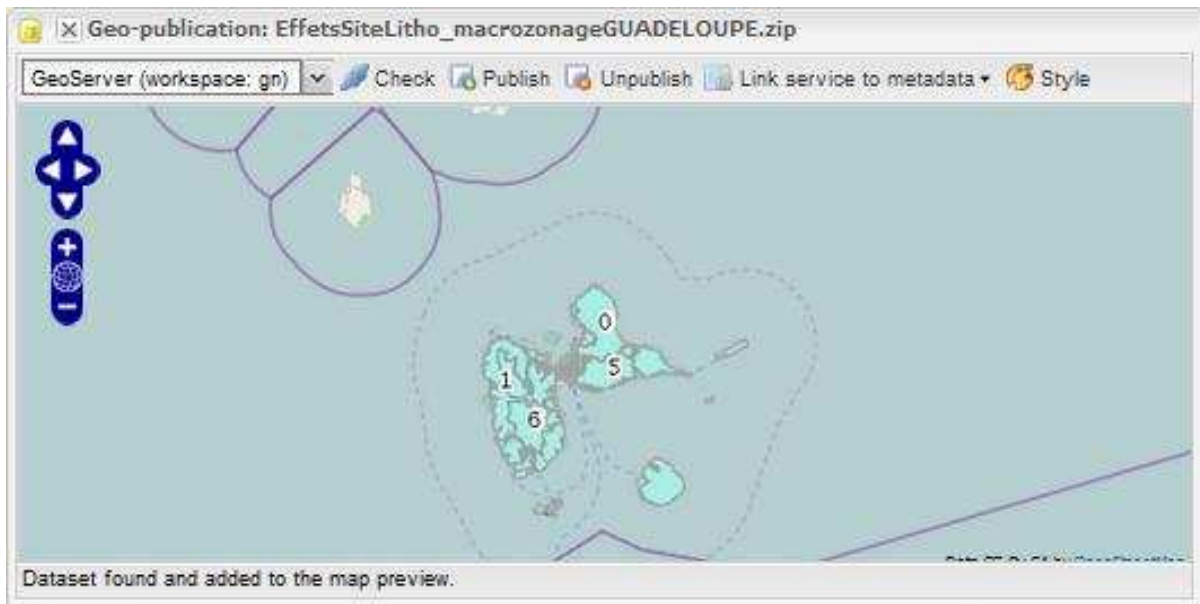 Geo-publication: EffetsSiteLitho_macrozonageGUADELOUPE.zip
GeoServer (workspace: gn) Check Publish Unpublish Link service to metadata Style
0
5
1
6
Dataset found and added to the map preview.